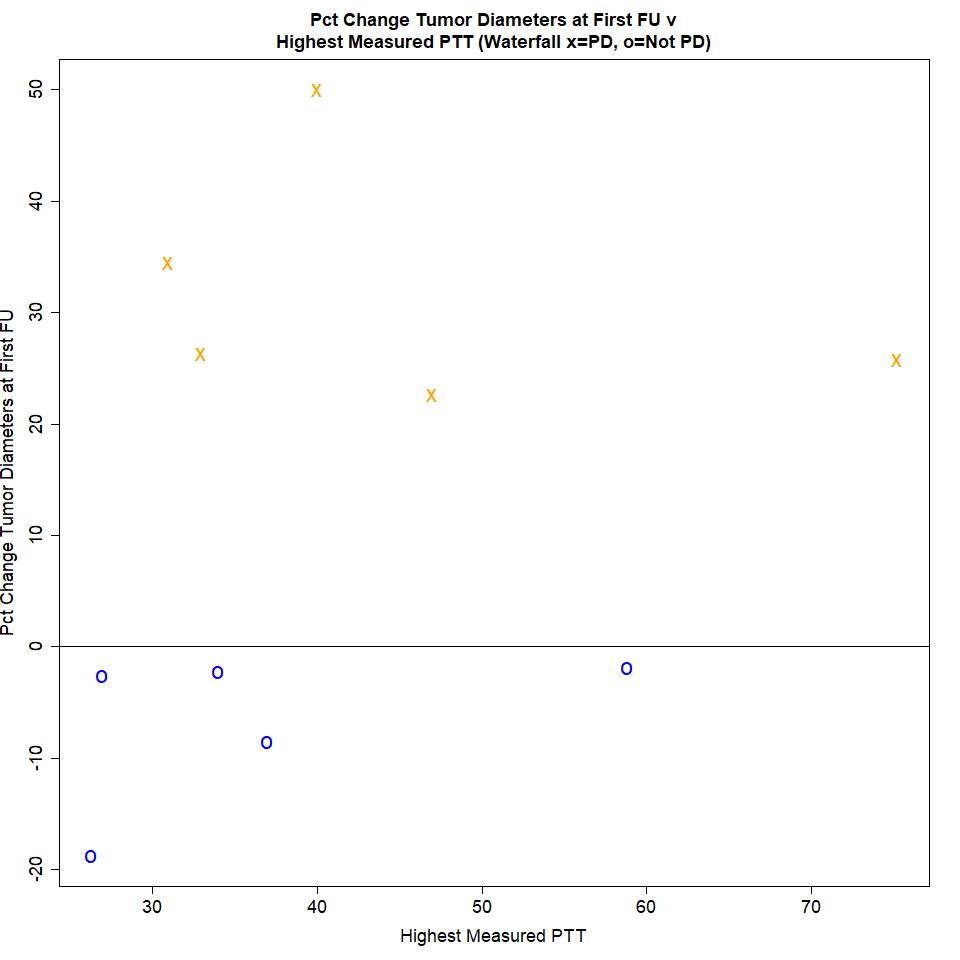 Pct Change Tumor Diameters at First FU v
Highest Measured PTT (Waterfall x=PD, o=Not PD)
Pct Change Tumor Diameters at First FU
50
40
30
20
10
0
-10
-20
X
X
X
X
X
O
O
O
O
O
30 40 50 60 70
Highest Measured PTT